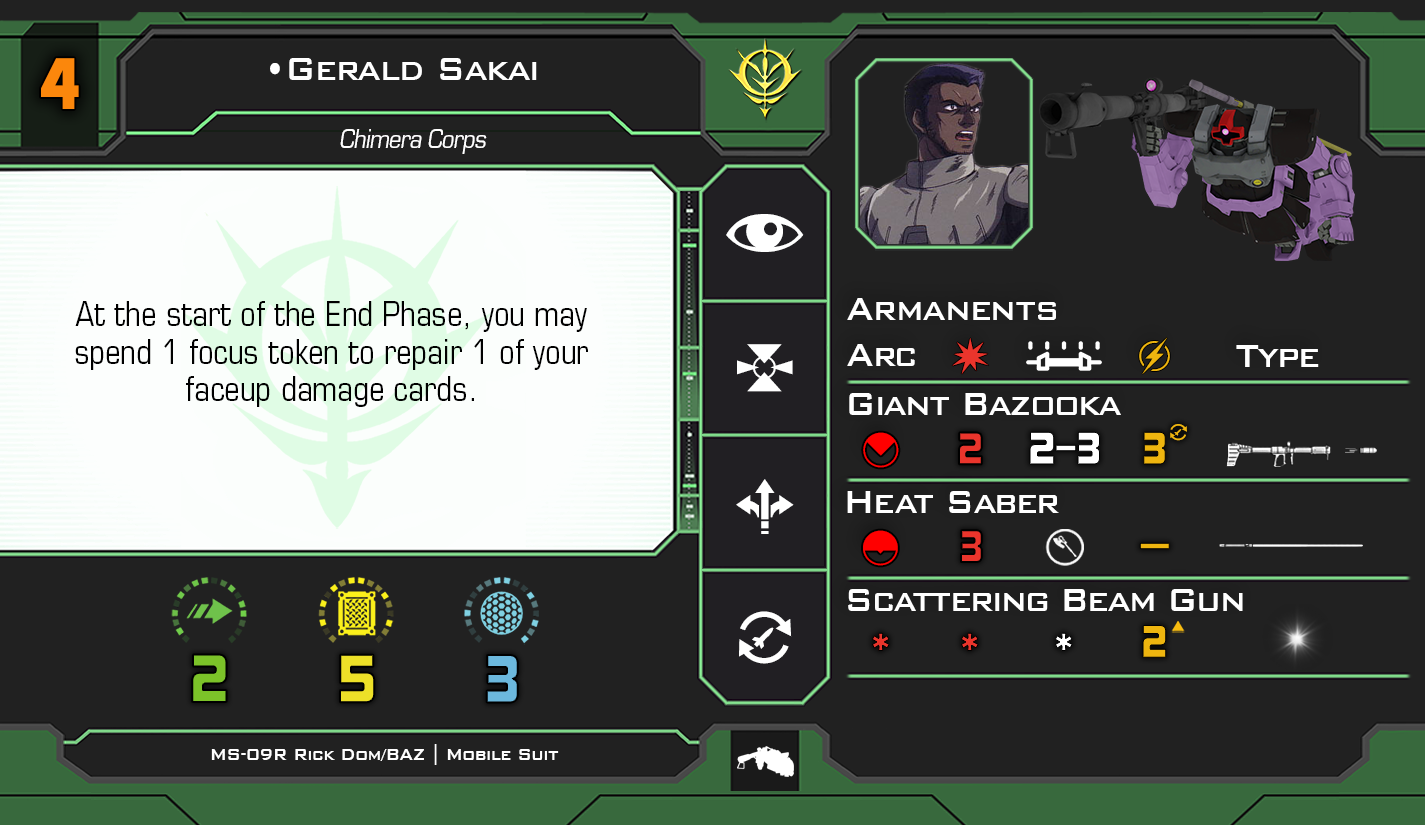 4
•Gerald Sakai
Chimera Corps
At the start of the End Phase, you may
spend 1 focus token to repair 1 of your
faceup damage cards.
2 5 3
MS-09R Rick Dom/BAZ | Mobile Suit
Armanents
Arc Type
Giant Bazooka
2 2–3 3
Heat Saber
3 –
Scattering Beam Gun
* * * 2